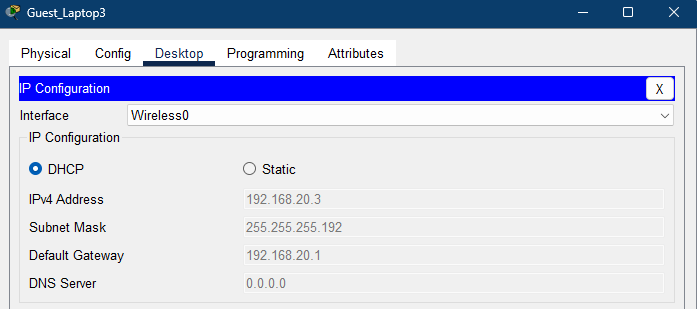 Guest_Laptop3
Physical Config Desktop Programming Attributes
IP Configuration X
Interface Wireless0
IP Configuration
DHCP Static
IPv4 Address 192.168.20.3
Subnet Mask 255.255.255.192
Default Gateway 192.168.20.1
DNS Server 0.0.0.0